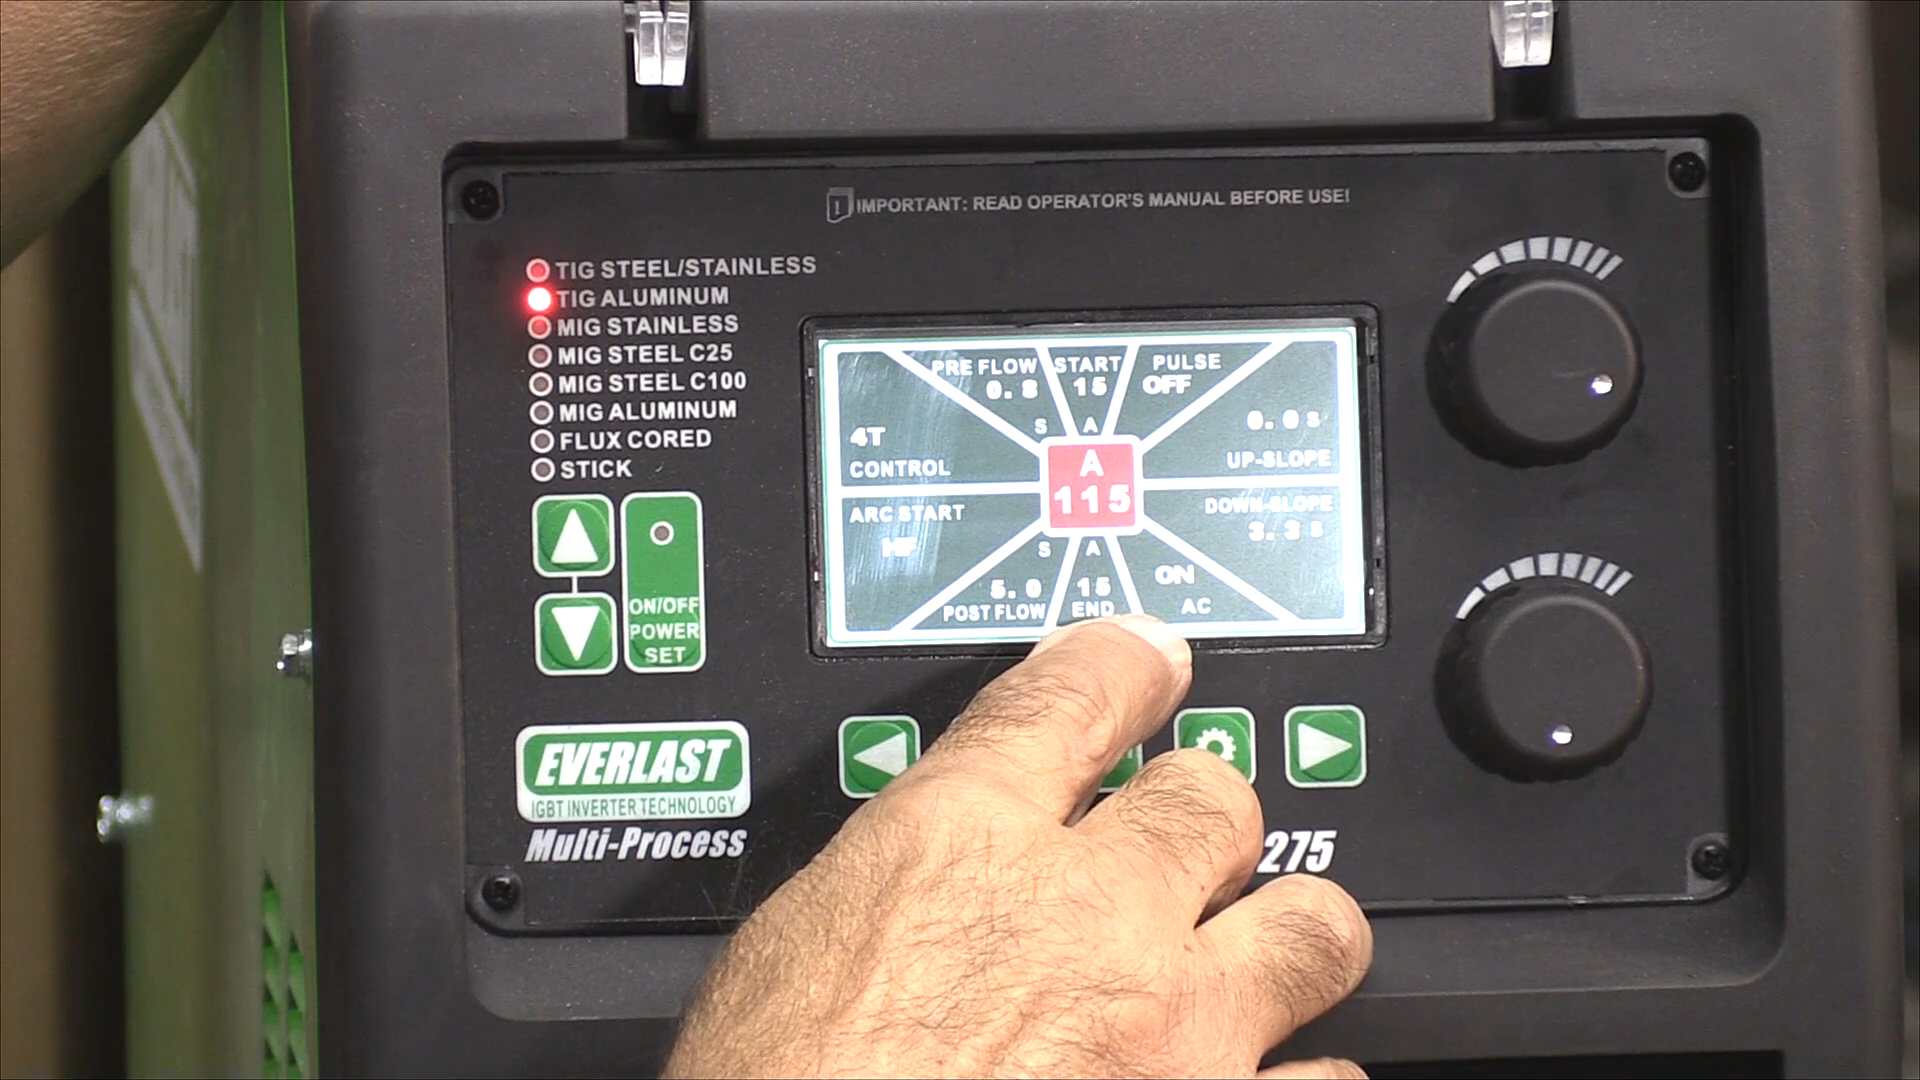 IMPORTANT: READ OPERATOR'S MANUAL BEFORE USE!
TIG STEEL/STAINLESS
TIG ALUMINUM
MIG STAINLESS
MIG STEEL C25
MIG STEEL C100
MIG ALUMINUM
FLUX CORED
STICK
ON/OFF
POWER
SET
PRE FLOW
0.8
S
START
15
A
PULSE
OFF
0.0 s
UP-SLOPE
4T
CONTROL
A
115
ARC START
HF
DOWN-SLOPE
3.3 s
S
5.0
POST FLOW
A
15
END
ON
AC
EVERLAST
IGBT INVERTER TECHNOLOGY
Multi-Process
275